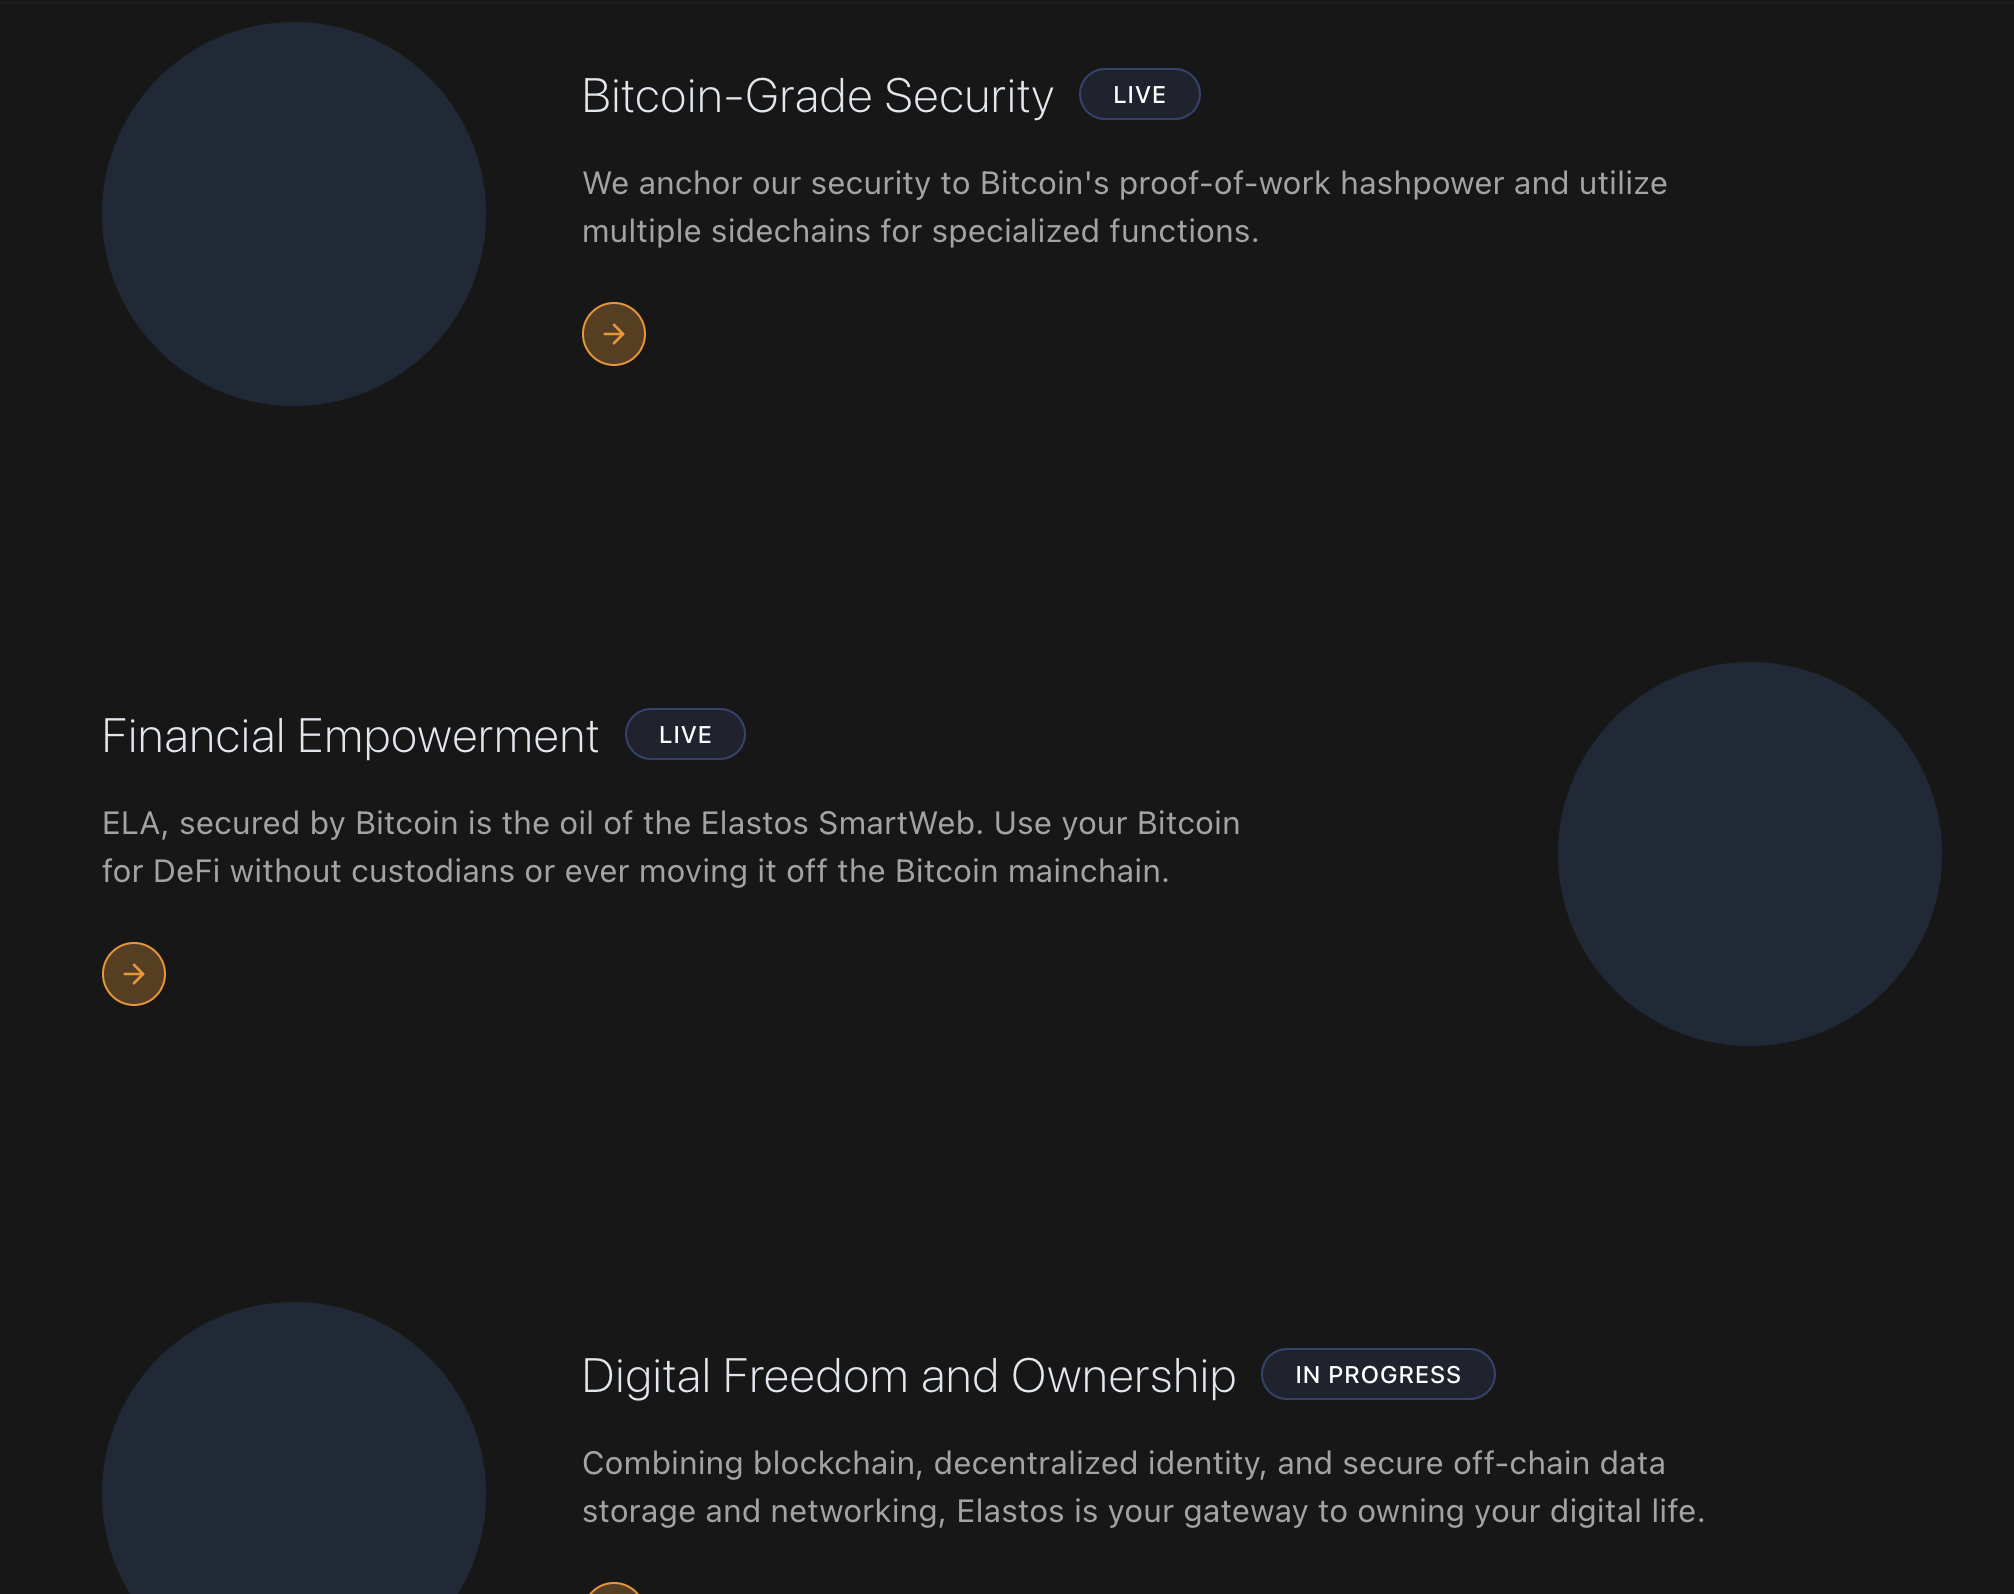 Bitcoin-Grade Security LIVE
We anchor our security to Bitcoin's proof-of-work hashpower and utilize
multiple sidechains for specialized functions.
Financial Empowerment LIVE
ELA, secured by Bitcoin is the oil of the Elastos SmartWeb. Use your Bitcoin
for DeFi without custodians or ever moving it off the Bitcoin mainchain.
Digital Freedom and Ownership IN PROGRESS
Combining blockchain, decentralized identity, and secure off-chain data
storage and networking, Elastos is your gateway to owning your digital life.